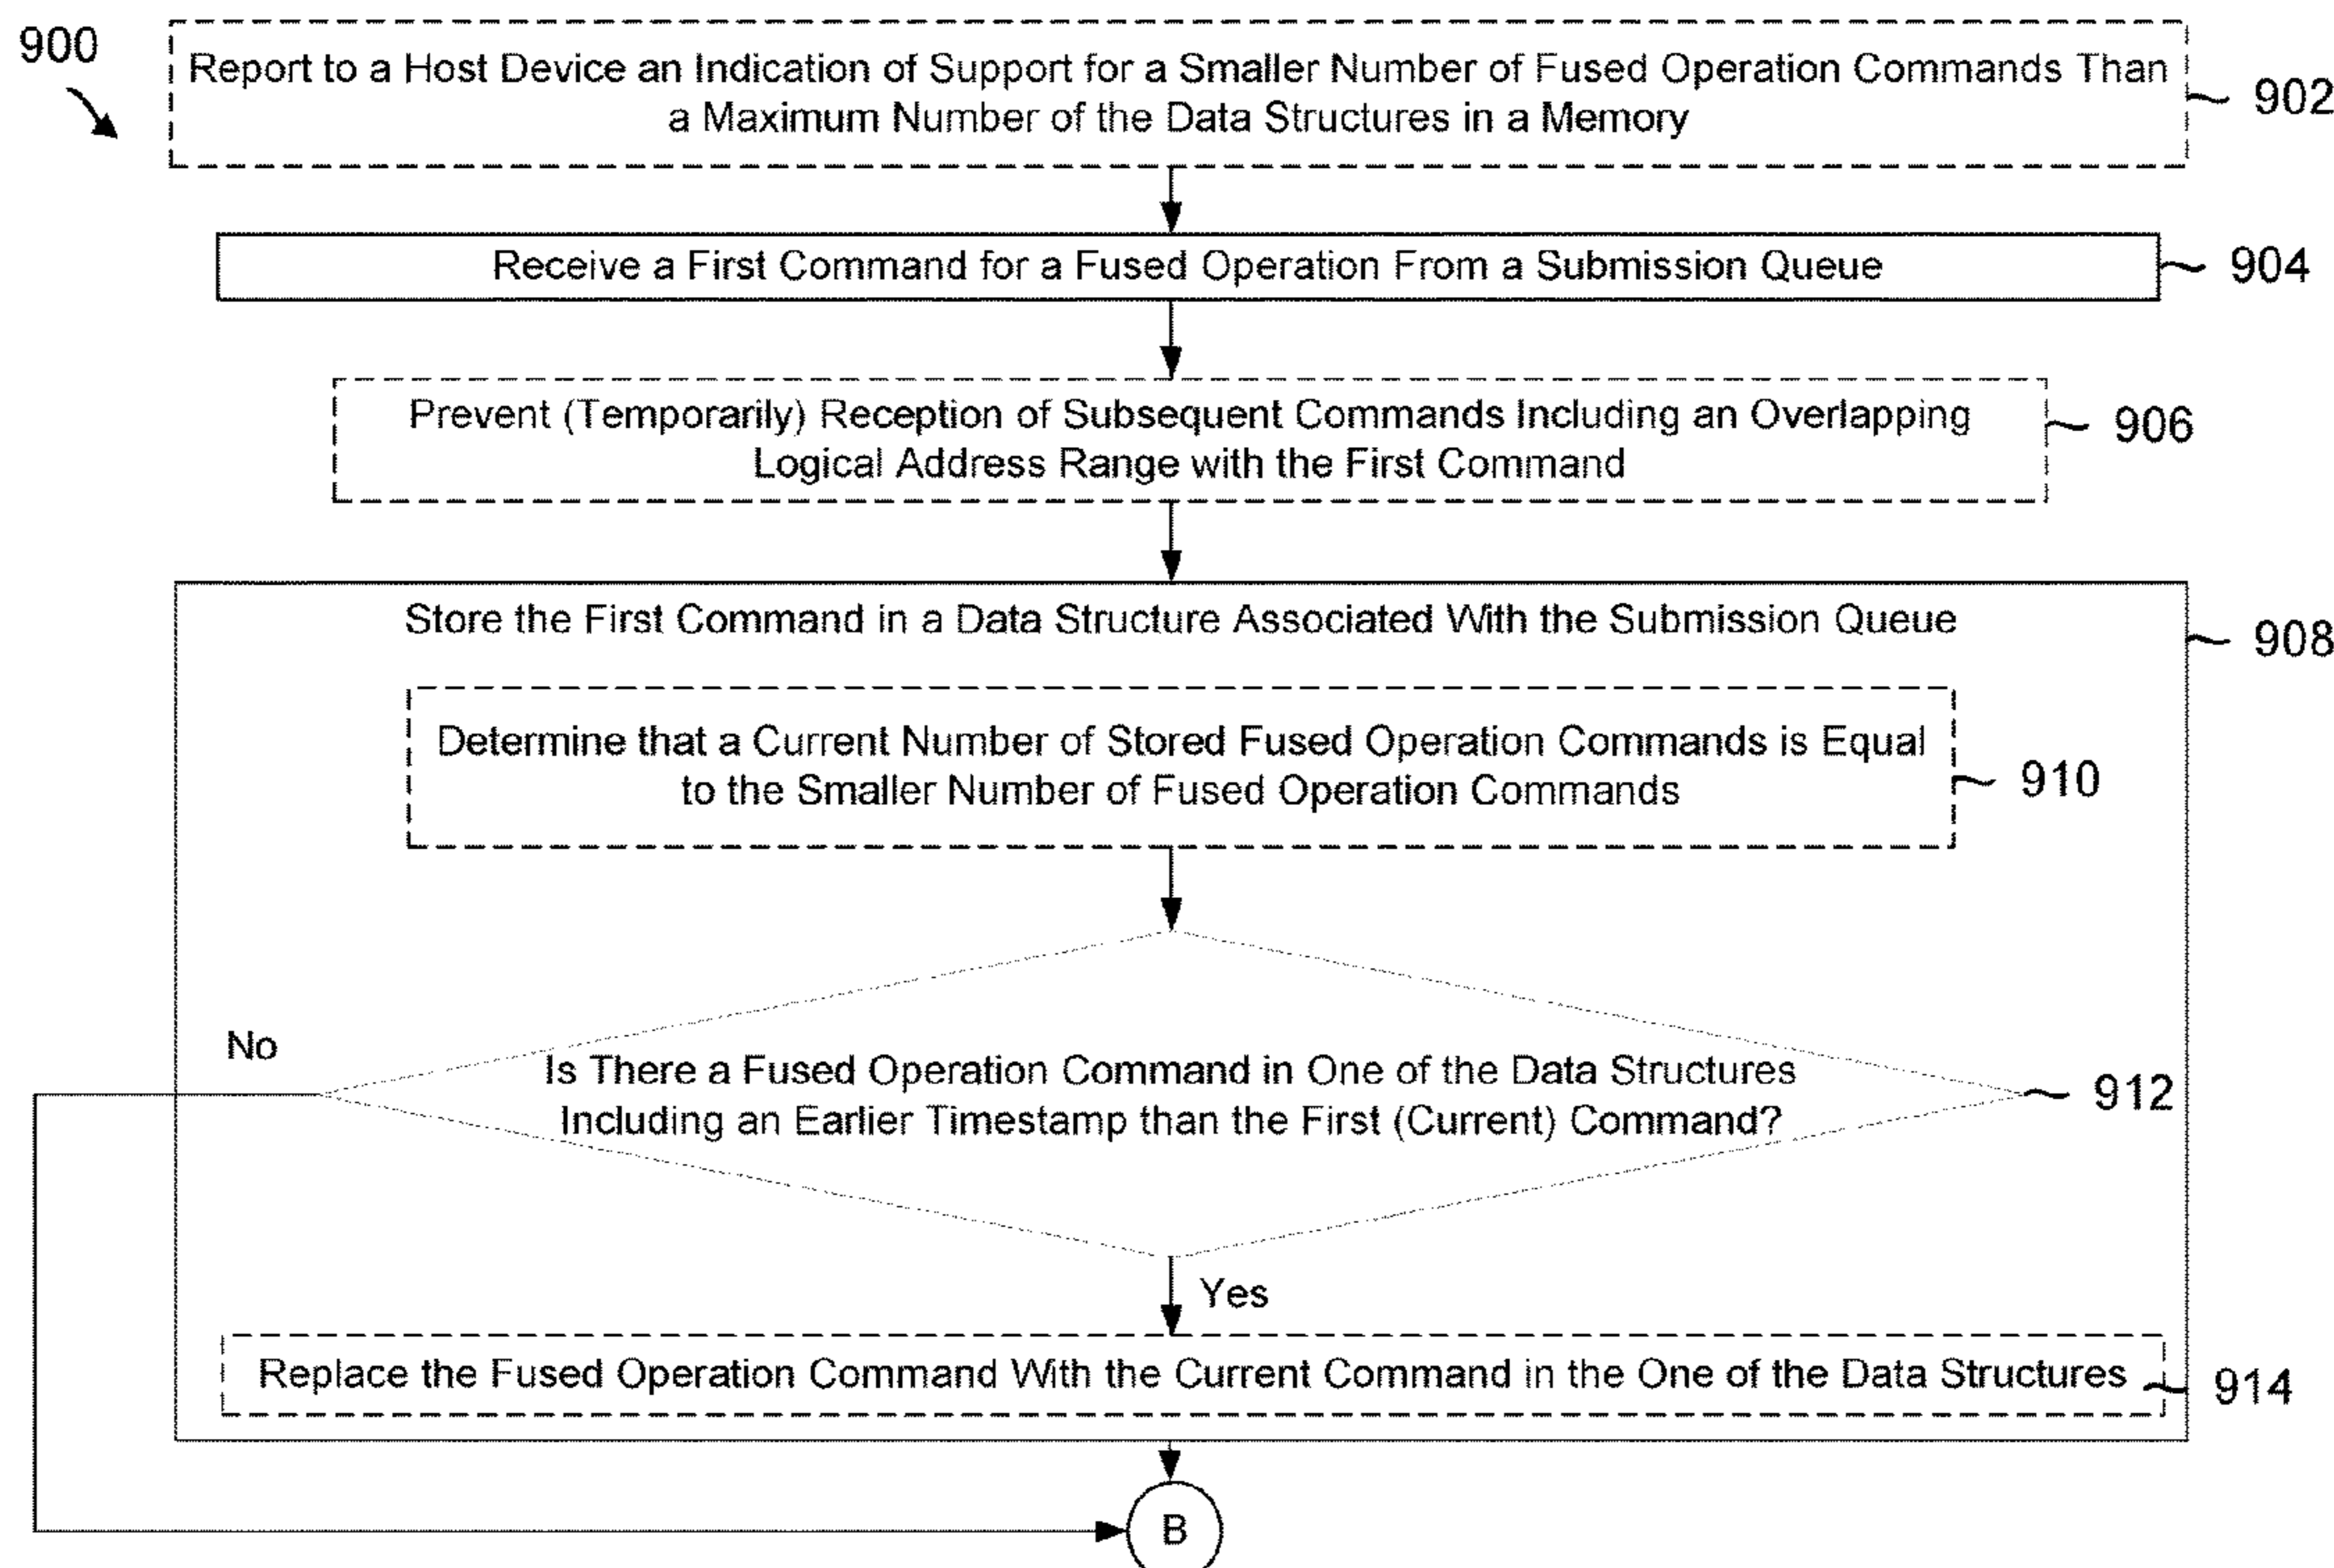 900
Report to a Host Device an Indication of Support for a Smaller Number of Fused Operation Commands Than
a Maximum Number of the Data Structures in a Memory
902
Receive a First Command for a Fused Operation From a Submission Queue
904
Prevent (Temporarily) Reception of Subsequent Commands Including an Overlapping
Logical Address Range with the First Command
906
Store the First Command in a Data Structure Associated With the Submission Queue
908
Determine that a Current Number of Stored Fused Operation Commands is Equal
to the Smaller Number of Fused Operation Commands
910
No
Is There a Fused Operation Command in One of the Data Structures
Including an Earlier Timestamp than the First (Current) Command?
912
Yes
Replace the Fused Operation Command With the Current Command in the One of the Data Structures
914
B